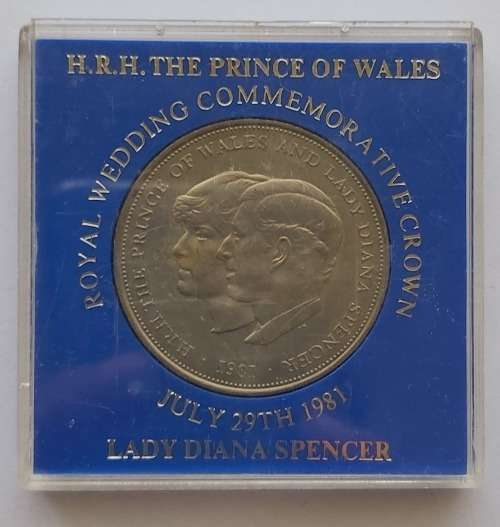 H.R.H. THE PRINCE OF WALES
ROYAL WEDDING COMMEMORATIVE CROWN
H.R.H. THE PRINCE OF WALES AND LADY DIANA SPENCER
· 1981 ·
JULY 29TH 1981
LADY DIANA SPENCER